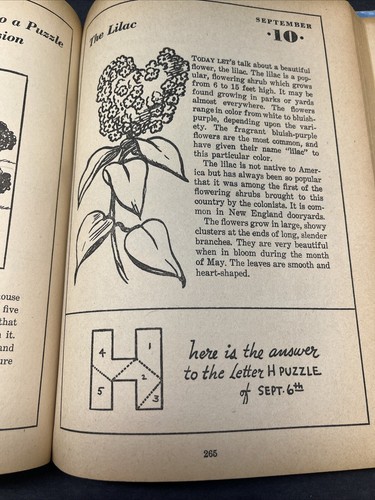 o a Puzzle
sion
ouse
five
that
n it.
and
ure
The Lilac
SEPTEMBER
·10·
TODAY LET'S talk about a beautiful
flower, the lilac. The lilac is a pop-
ular, flowering shrub which grows
from 6 to 15 feet high. It may be
found growing in parks or yards
almost everywhere. The flowers
range in color from white to bluish-
purple, depending upon the vari-
ety. The fragrant bluish-purple
flowers are the most common, and
have given their name "lilac" to
this particular color.
The lilac is not native to Amer-
ica but has always been so popular
that it was among the first of the
flowering shrubs brought to this
country by the colonists. It is com-
mon in New England dooryards.
The flowers grow in large, showy
clusters at the ends of long, slender
branches. They are very beautiful
when in bloom during the month
of May. The leaves are smooth and
heart-shaped.
4 1
2
5 3
here is the answer
to the Letter H PUZZLE
of SEPT. 6th
265